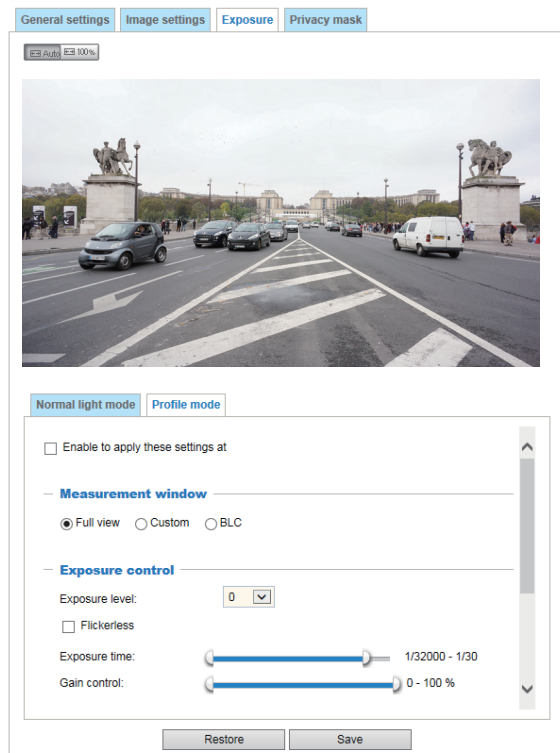 General settings Image settings Exposure Privacy mask
Auto 100%
Normal light mode Profile mode
Enable to apply these settings at
Measurement window
Full view Custom BLC
Exposure control
Exposure level: 0
Flickerless
Exposure time: 1/32000 - 1/30
Gain control: 0 - 100 %
Restore Save